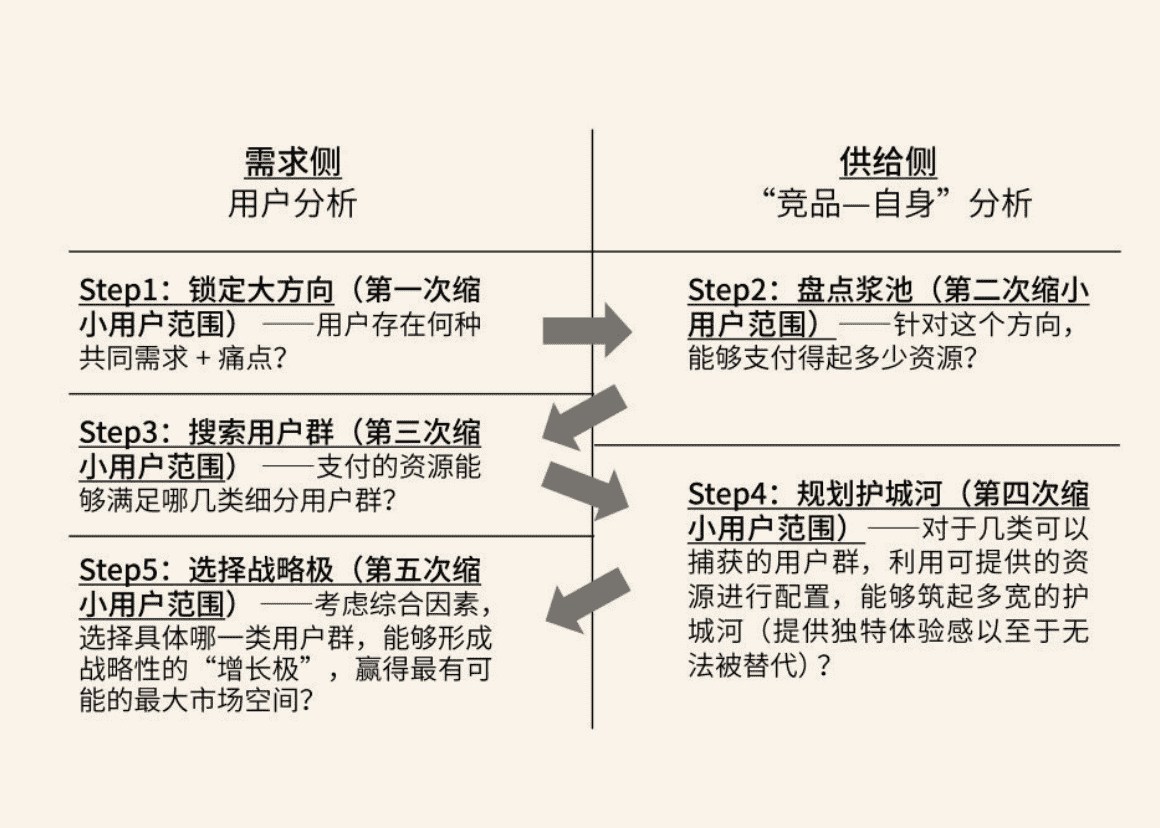 需求侧
用户分析
供给侧
“竞品—自身”分析
Step1：锁定大方向（第一次缩
小用户范围） ——用户存在何种
共同需求 + 痛点？
Step2：盘点浆池（第二次缩小
用户范围） ——针对这个方向，
能够支付得起多少资源？
Step3：搜索用户群（第三次缩
小用户范围） ——支付的资源能
够满足哪几类细分用户群？
Step4：规划护城河（第四次缩
小用户范围） ——对于几类可以
捕获的用户群，利用可提供的资
源进行配置，能够筑起多宽的护
城河（提供独特体验感以至于无
法被替代）？
Step5：选择战略极（第五次缩
小用户范围） ——考虑综合因素，
选择具体哪一类用户群，能够形成
战略性的“增长极”，赢得最有可
能的最大市场空间？